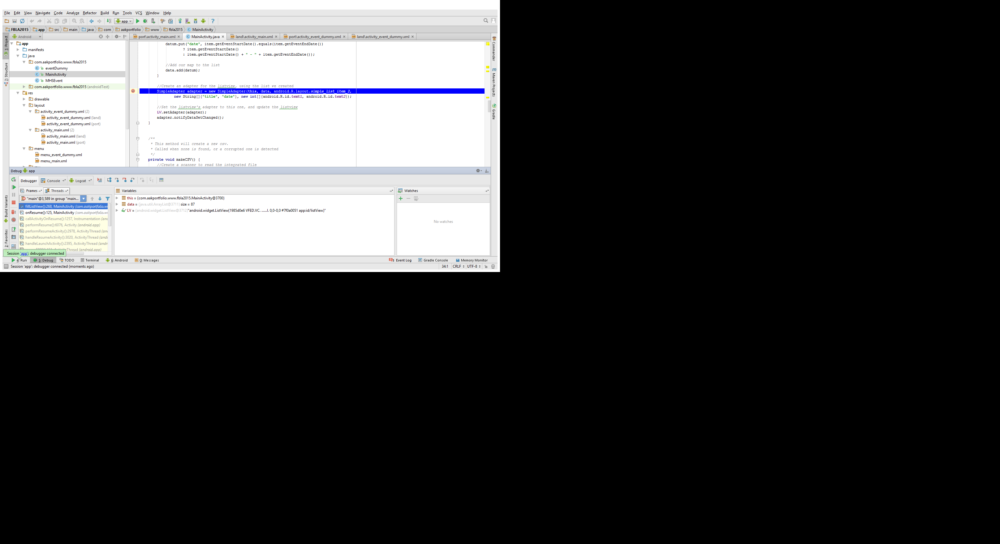 File Edit View Navigate Code Analyze Refactor Build Run Tools VCS Window Help
app
FBLA2015 app src main java com aakportfolio www fbla2015 MainActivity
Android
port\activity_main.xml MainActivity.java land\activity_main.xml port\activity_event_dummy.xml land\activity_event_dummy.xml
1: Project
7: Structure
Build Variants
2: Favorites
app
manifests
java
com.aakportfolio.www.fbla2015
eventDummy
MainActivity
MHSEvent
com.aakportfolio.www.fbla2015 (androidTest)
res
drawable
layout
activity_event_dummy.xml (2)
activity_event_dummy.xml (land)
activity_event_dummy.xml (port)
activity_main.xml (2)
activity_main.xml (land)
activity_main.xml (port)
menu
menu_event_dummy.xml
menu_main.xml
datum.put("date", item.getEventStartDate().equals(item.getEventEndDate())
? item.getEventStartDate()
: item.getEventStartDate() + " - " + item.getEventEndDate());
//Add our map to the list
data.add(datum);
}
//Create an adapter for the listview, using the list we created
SimpleAdapter adapter = new SimpleAdapter(this, data, android.R.layout.simple_list_item_2,
new String[]{"title", "date"}, new int[]{android.R.id.text1, android.R.id.text2});
//Set the listview's adapter to this one, and update the listview
LV.setAdapter(adapter);
adapter.notifyDataSetChanged();
}
/**
* This method will create a new csv.
* Called when none is found, or a corrupted one is detected
*/
private void makeCSV() {
//Create a scanner to read the integrated file
Commander
Maven Projects
Gradle
Debug app
Debugger Console Logcat
Frames Threads
"main"@3,589 in group "main...
fillListView():268, MainActivity (com.aakportfolio.w
onResume():125, MainActivity (com.aakportfolio.w
callActivityOnResume():1257, Instrumentation (an
performResume():6076, Activity (android.app)
performResumeActivity():2978, ActivityThread (an
handleResumeActivity():3020, ActivityThread (and
handleLaunchActivity():2395, ActivityThread (andr
Thread (android.app)
Variables
this = {com.aakportfolio.www.fbla2015.MainActivity@3700}
data = {java.util.ArrayList@3711} size = 87
LV = {android.widget.ListView@3712}"android.widget.ListView{1985d0e6 VFED.VC. ......I. 0,0-0,0 #7f0a0051 app:id/listView}"
Watches
No watches
Session 'app': debugger connected
4: Run 5: Debug TODO Terminal 6: Android 0: Messages
3 Event Log Gradle Console Memory Monitor
Session 'app': debugger connected (moments ago)
34:1 CRLF UTF-8